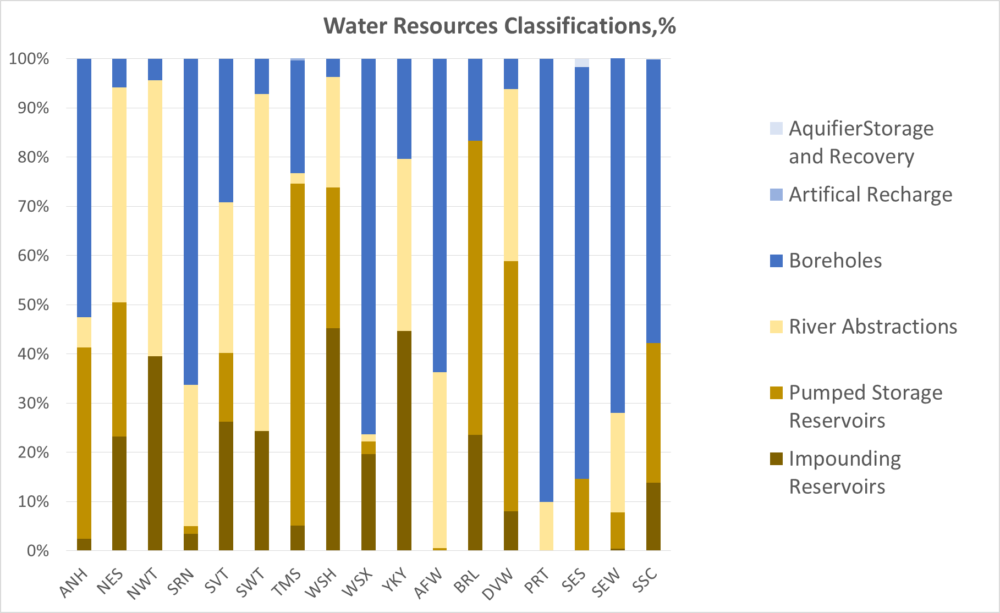 Water Resources Classifications,%
100%
90%
80%
70%
60%
50%
40%
30%
20%
10%
0%
ANH
NES
NWT
SRN
SVT
SWT
TMS
WSH
WSX
YKY
AFW
BRL
DVW
PRT
SES
SEW
SSC
AquifierStorage
and Recovery
Artifical Recharge
Boreholes
River Abstractions
Pumped Storage
Reservoirs
Impounding
Reservoirs